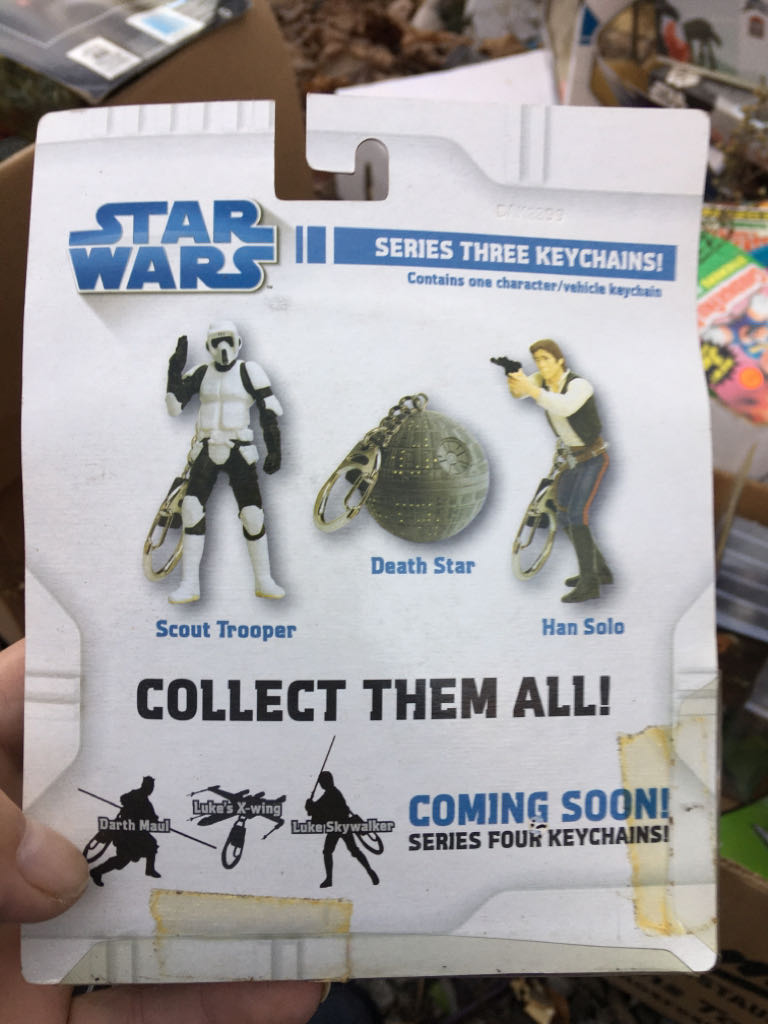 STAR WARS™
SERIES THREE KEYCHAINS!
Contains one character/vehicle keychain
Scout Trooper
Death Star
Han Solo
COLLECT THEM ALL!
Darth Maul
Luke's X-wing
Luke Skywalker
COMING SOON!
SERIES FOUR KEYCHAINS!